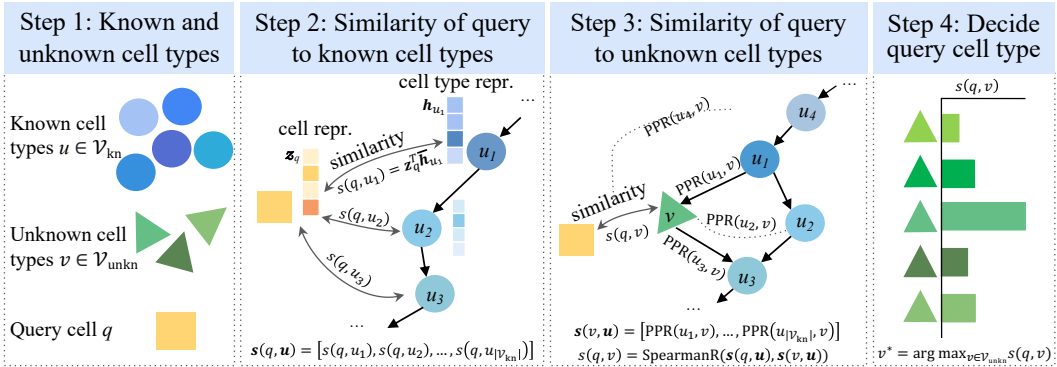 Step 1: Known and
unknown cell types
Known cell
types u ∈ 𝒱kn
Unknown cell
types v ∈ 𝒱unkn
Query cell q
Step 2: Similarity of query
to known cell types
cell type repr.
h_u₁
...
cell repr.
z_q
similarity
s(q, u₁) = z_qᵀh̅_u₁
u₁
s(q, u₂)
u₂
s(q, u₃)
u₃
...
s(q, u) = [s(q, u₁), s(q, u₂), ..., s(q, u_|𝒱kn|)]
Step 3: Similarity of query
to unknown cell types
...
PPR(u₄, v)
u₄
u₁
PPR(u₁, v)
similarity
s(q, v)
v
PPR(u₂, v)
u₂
PPR(u₃, v)
u₃
...
s(v, u) = [PPR(u₁, v), ..., PPR(u_|𝒱kn|, v)]
s(q, v) = SpearmanR(s(q, u), s(v, u))
Step 4: Decide
query cell type
s(q, v)
v* = arg max_v∈𝒱unkn s(q, v)